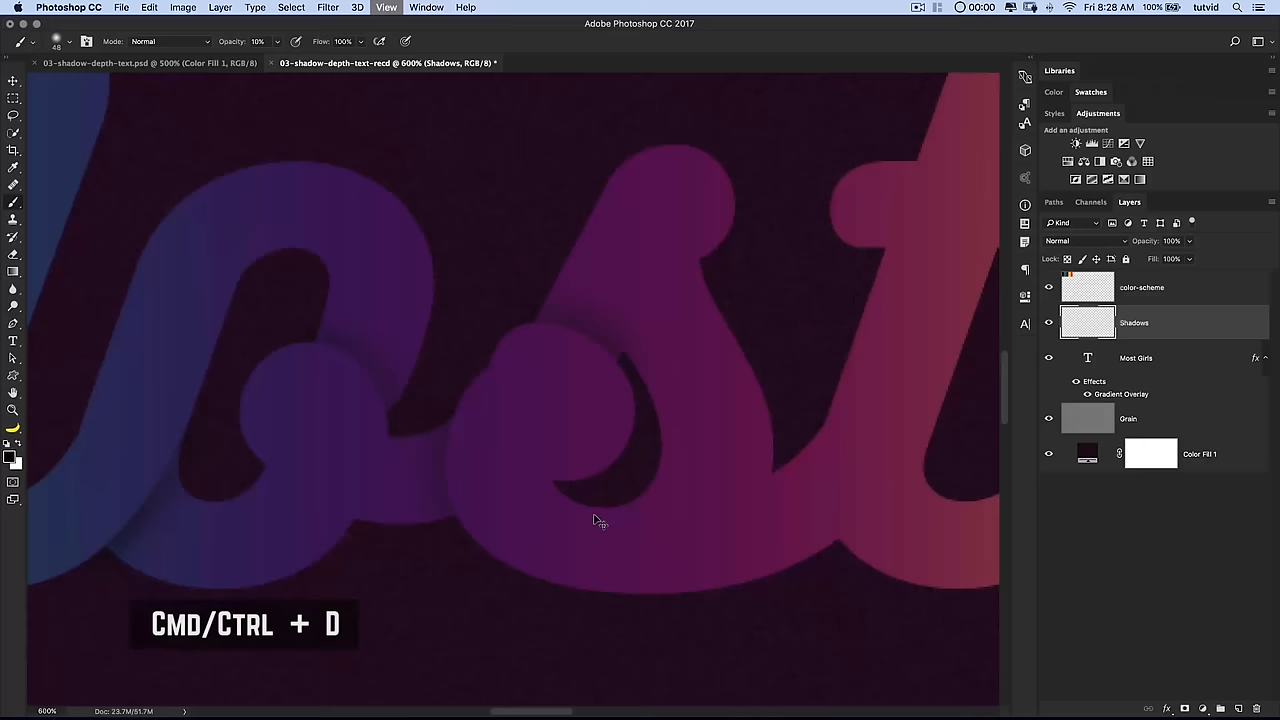 Photoshop CC File Edit Image Layer Type Select Filter 3D View Window Help 00:00 100% Fri 8:28 AM tutvid
Adobe Photoshop CC 2017
48 Mode: Normal Opacity: 10% Flow: 100%
03-shadow-depth-text.psd @ 500% (Color Fill 1, RGB/8) 03-shadow-depth-text-recd @ 600% (Shadows, RGB/8) *
Libraries
Color Swatches
Styles Adjustments
Add an adjustment
Paths Channels Layers
Kind
Normal Opacity: 100%
Lock: Fill: 100%
color-scheme
Shadows
T Most Girls fx
Effects
Gradient Overlay
Grain
Color Fill 1
ost
Cmd/Ctrl + D
600% Doc: 23.7M/51.7M